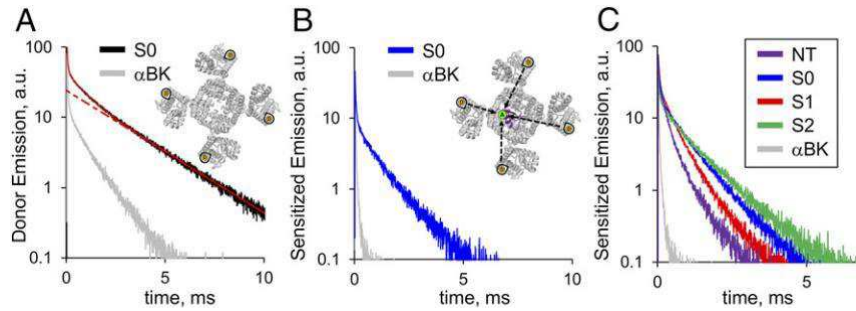 A
Donor Emission, a.u.
100
10
1
0.1
0
5
10
time, ms
S0
αBK
B
Sensitized Emission, a.u.
100
10
1
0.1
0
5
10
time, ms
S0
αBK
C
Sensitized Emission, a.u.
100
10
1
0.1
0
5
time, ms
NT
S0
S1
S2
αBK